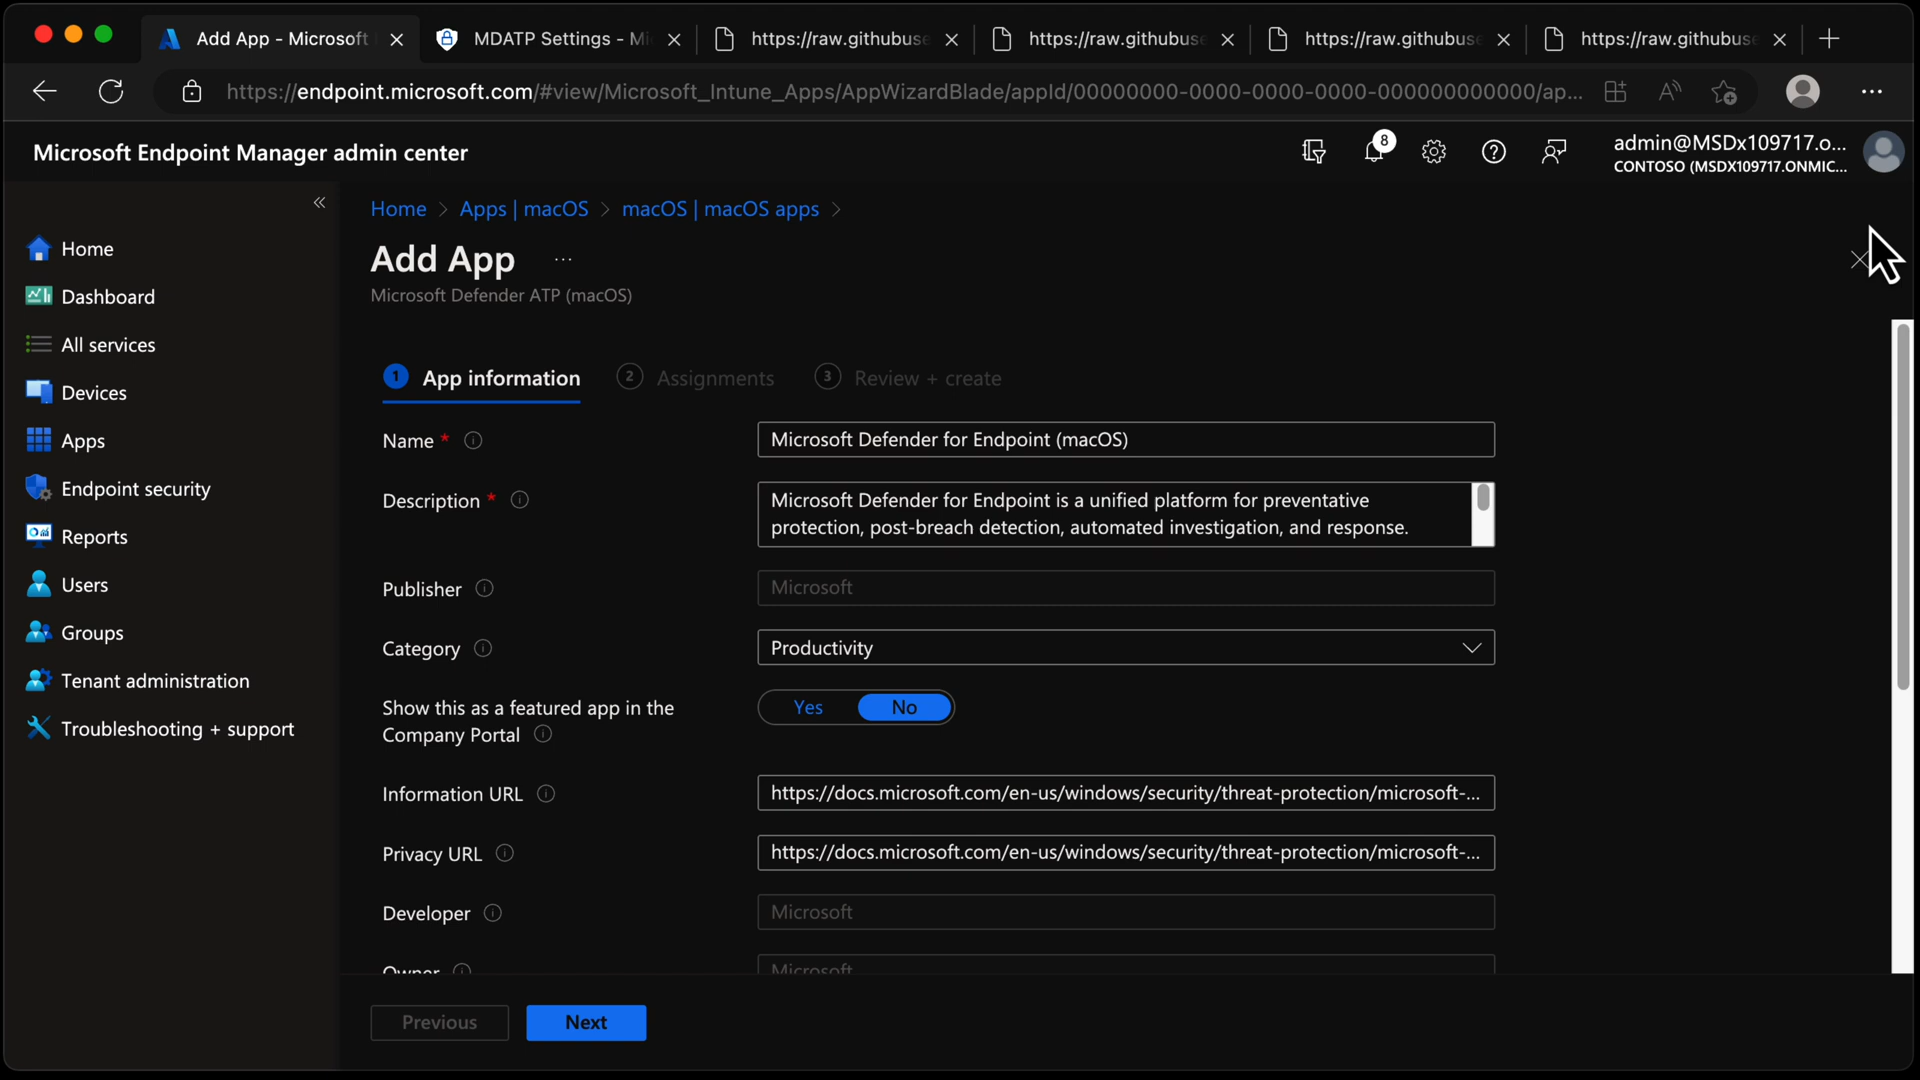 Add App - Microsoft
MDATP Settings - Mi
https://raw.githubuse
https://raw.githubuse
https://raw.githubuse
https://raw.githubuse
https://endpoint.microsoft.com/#view/Microsoft_Intune_Apps/AppWizardBlade/appId/00000000-0000-0000-0000-000000000000/ap...
Microsoft Endpoint Manager admin center
8
admin@MSDx109717.o...
CONTOSO (MSDX109717.ONMIC...
Home
Dashboard
All services
Devices
Apps
Endpoint security
Reports
Users
Groups
Tenant administration
Troubleshooting + support
Home > Apps | macOS > macOS | macOS apps >
Add App ...
Microsoft Defender ATP (macOS)
1 App information 2 Assignments 3 Review + create
Name * Microsoft Defender for Endpoint (macOS)
Description * Microsoft Defender for Endpoint is a unified platform for preventative
protection, post-breach detection, automated investigation, and response.
Publisher Microsoft
Category Productivity
Show this as a featured app in the
Company Portal
Yes No
Information URL https://docs.microsoft.com/en-us/windows/security/threat-protection/microsoft-...
Privacy URL https://docs.microsoft.com/en-us/windows/security/threat-protection/microsoft-...
Developer Microsoft
Owner Microsoft
Previous Next